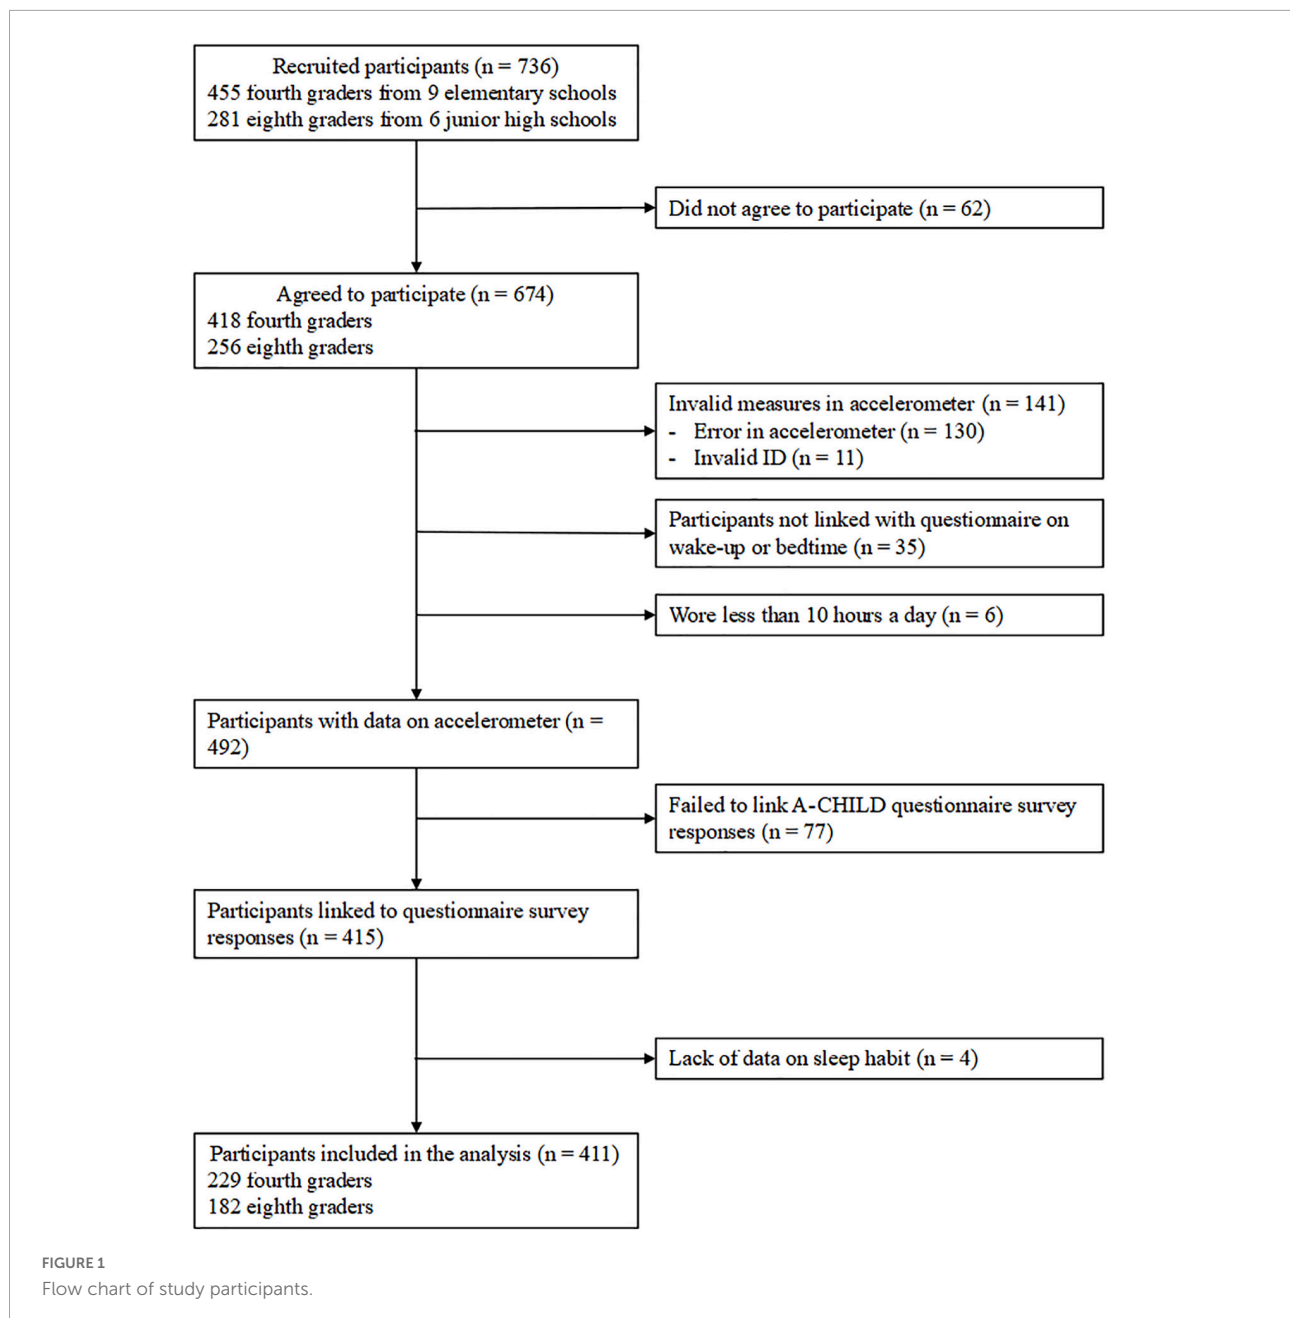 Recruited participants (n = 736)
455 fourth graders from 9 elementary schools
281 eighth graders from 6 junior high schools
Did not agree to participate (n = 62)
Agreed to participate (n = 674)
418 fourth graders
256 eighth graders
Invalid measures in accelerometer (n = 141)
- Error in accelerometer (n = 130)
- Invalid ID (n = 11)
Participants not linked with questionnaire on
wake-up or bedtime (n = 35)
Wore less than 10 hours a day (n = 6)
Participants with data on accelerometer (n =
492)
Failed to link A-CHILD questionnaire survey
responses (n = 77)
Participants linked to questionnaire survey
responses (n = 415)
Lack of data on sleep habit (n = 4)
Participants included in the analysis (n = 411)
229 fourth graders
182 eighth graders
FIGURE 1
Flow chart of study participants.